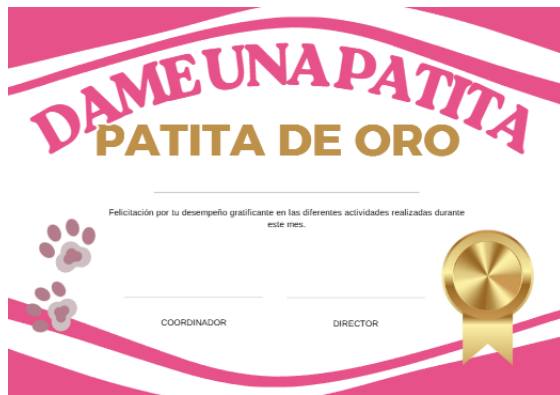 DAME UNA PATITA
PATITA DE ORO
Felicitación por tu desempeño gratificante en las diferentes actividades realizadas durante
este mes.
COORDINADOR
DIRECTOR